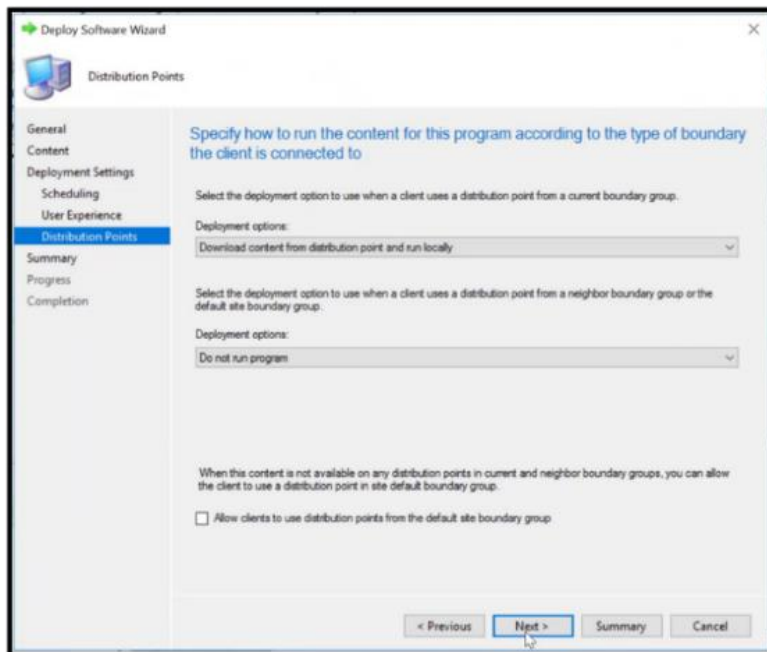 Deploy Software Wizard
Distribution Points
General
Content
Deployment Settings
Scheduling
User Experience
Distribution Points
Summary
Progress
Completion
Specify how to run the content for this program according to the type of boundary
the client is connected to
Select the deployment option to use when a client uses a distribution point from a current boundary group.
Deployment options:
Download content from distribution point and run locally
Select the deployment option to use when a client uses a distribution point from a neighbor boundary group or the
default site boundary group.
Deployment options:
Do not run program
When this content is not available on any distribution points in current and neighbor boundary groups, you can allow
the client to use a distribution point in site default boundary group.
Allow clients to use distribution points from the default site boundary group
< Previous
Next >
Summary
Cancel